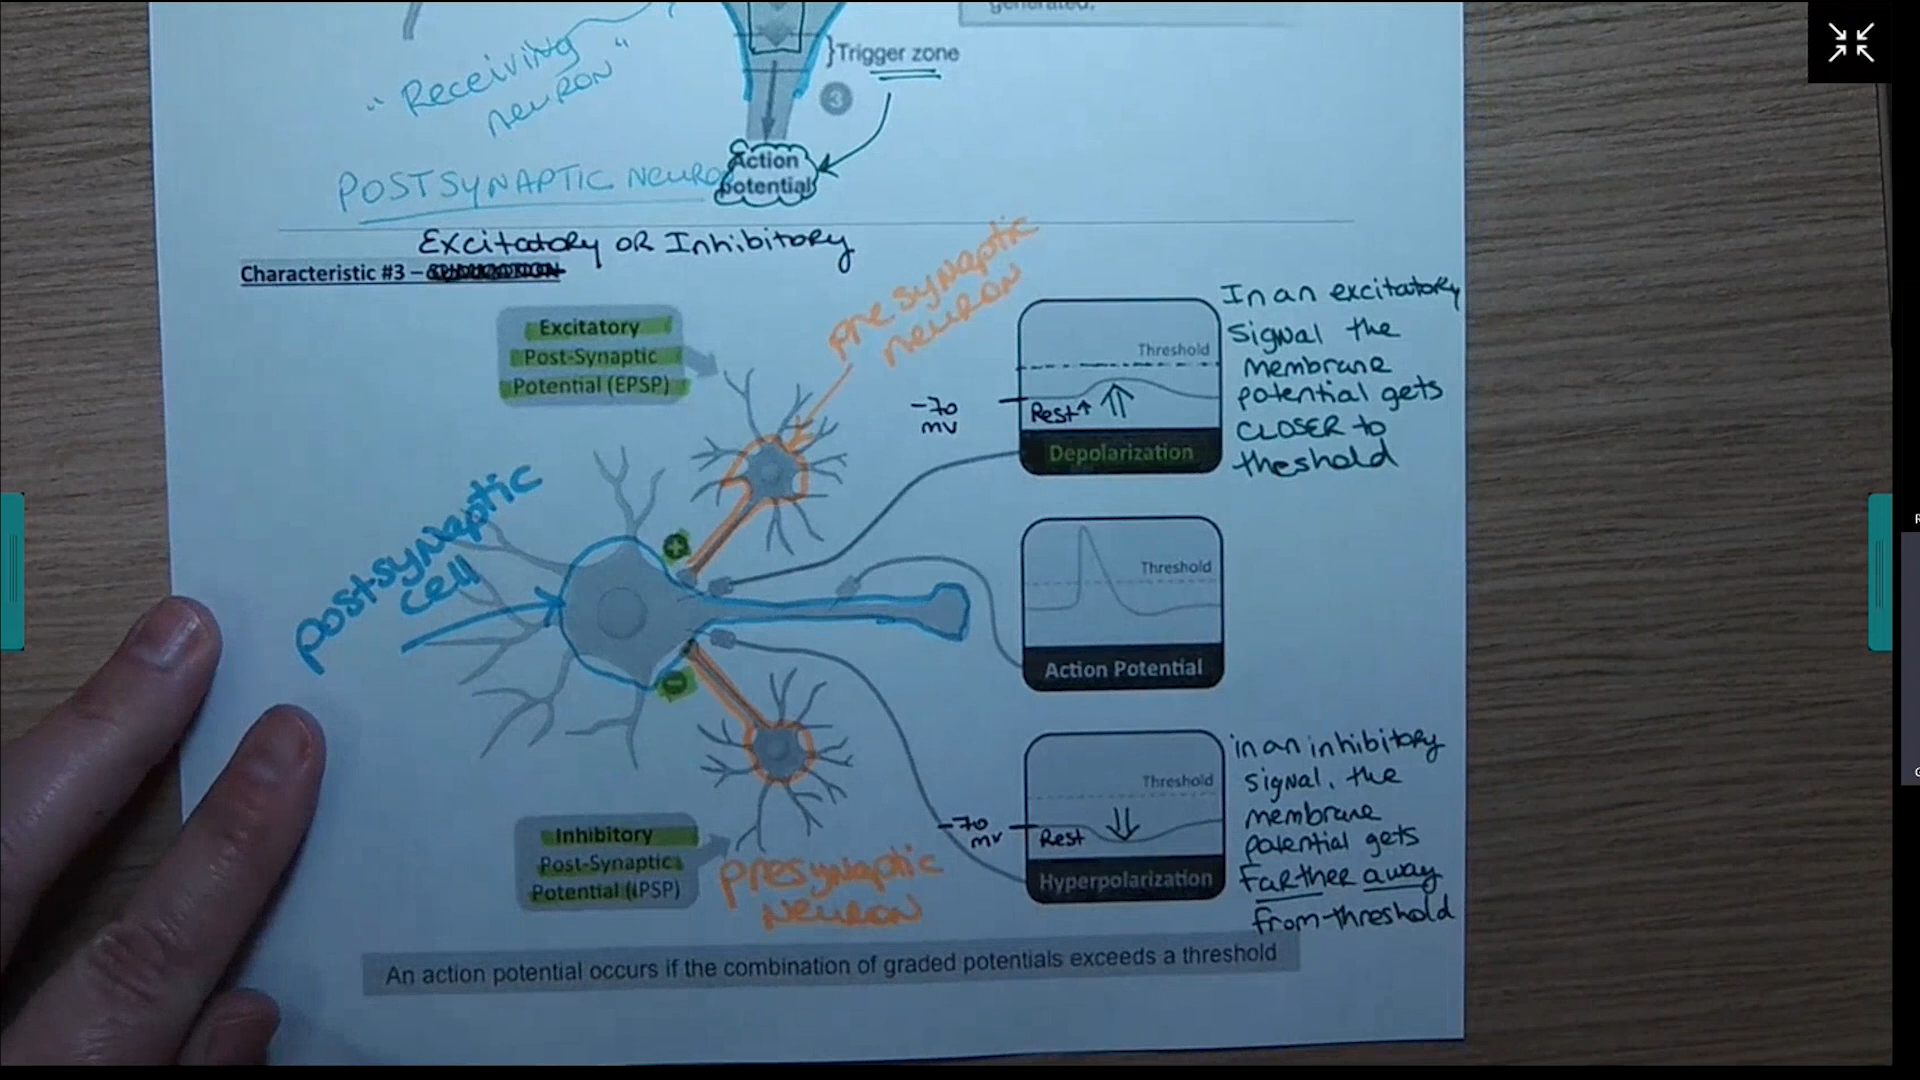 generated.
}Trigger zone
"Receiving
neuron"
3
Action
potential
POSTSYNAPTIC NEURON
Excitatory OR Inhibitory
Characteristic #3 –
presynaptic
neuron
Excitatory
Post-Synaptic
Potential (EPSP)
Threshold
-70
mv
Rest↑
Depolarization
In an excitatory
signal the
membrane
potential gets
CLOSER to
theshold
postsynaptic
cell
+
Threshold
Action Potential
−
Threshold
-70
mv
Rest
Hyperpolarization
in an inhibitory
signal, the
membrane
potential gets
farther away
from threshold
Inhibitory
Post-Synaptic
Potential (iPSP)
presynaptic
neuron
An action potential occurs if the combination of graded potentials exceeds a threshold